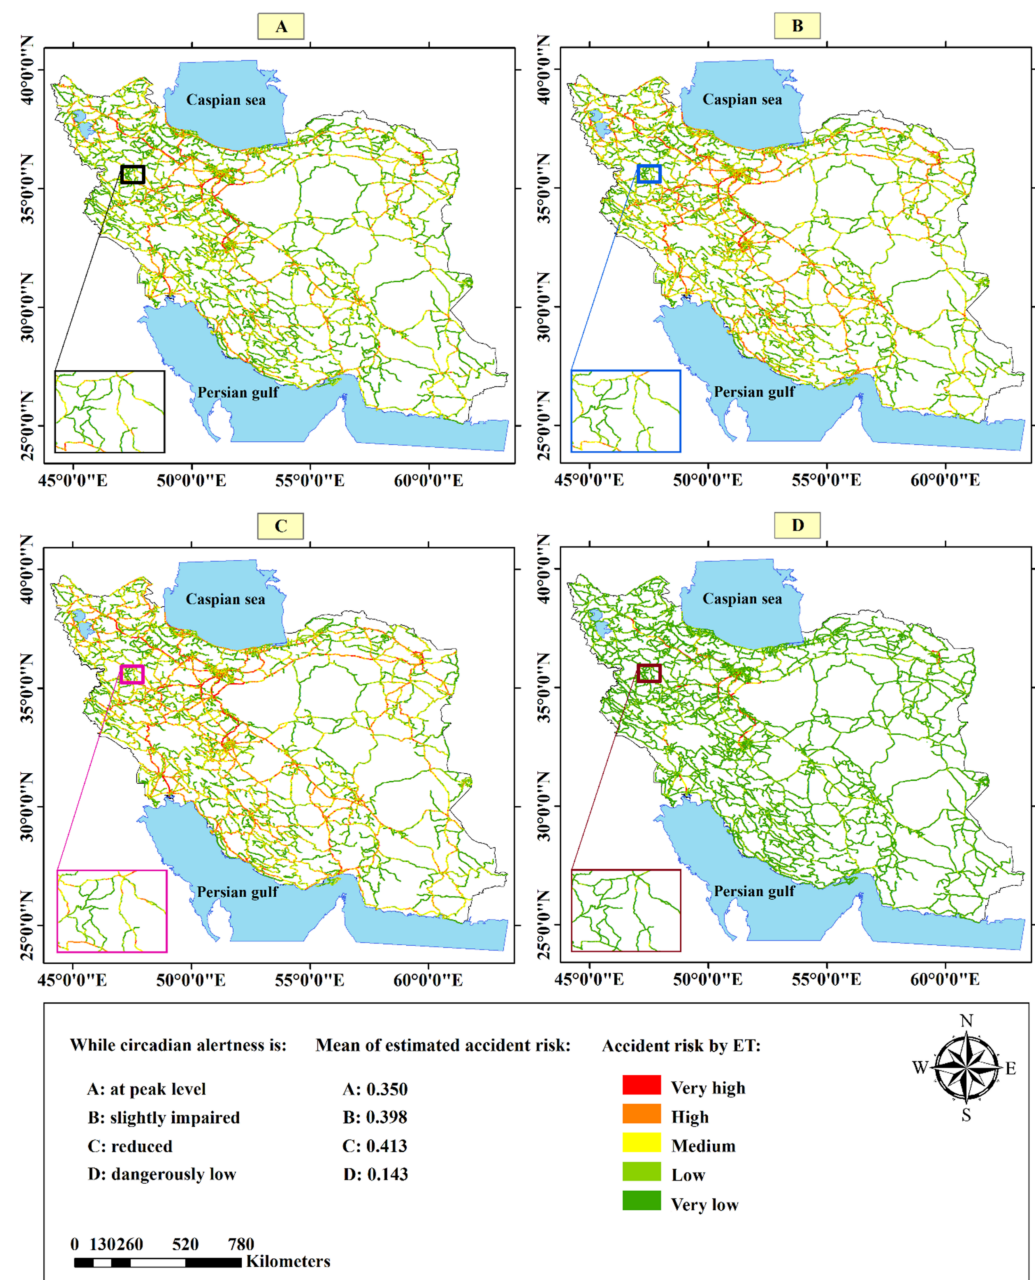 A
B
40°0'0"N
35°0'0"N
30°0'0"N
25°0'0"N
Caspian sea
Persian gulf
45°0'0"E 50°0'0"E 55°0'0"E 60°0'0"E
40°0'0"N
35°0'0"N
30°0'0"N
25°0'0"N
Caspian sea
Persian gulf
45°0'0"E 50°0'0"E 55°0'0"E 60°0'0"E
C
D
40°0'0"N
35°0'0"N
30°0'0"N
25°0'0"N
Caspian sea
Persian gulf
45°0'0"E 50°0'0"E 55°0'0"E 60°0'0"E
40°0'0"N
35°0'0"N
30°0'0"N
25°0'0"N
Caspian sea
Persian gulf
45°0'0"E 50°0'0"E 55°0'0"E 60°0'0"E
While circadian alertness is:
A: at peak level
B: slightly impaired
C: reduced
D: dangerously low
Mean of estimated accident risk:
A: 0.350
B: 0.398
C: 0.413
D: 0.143
Accident risk by ET:
Very high
High
Medium
Low
Very low
N
W E
S
0 130 260 520 780
Kilometers